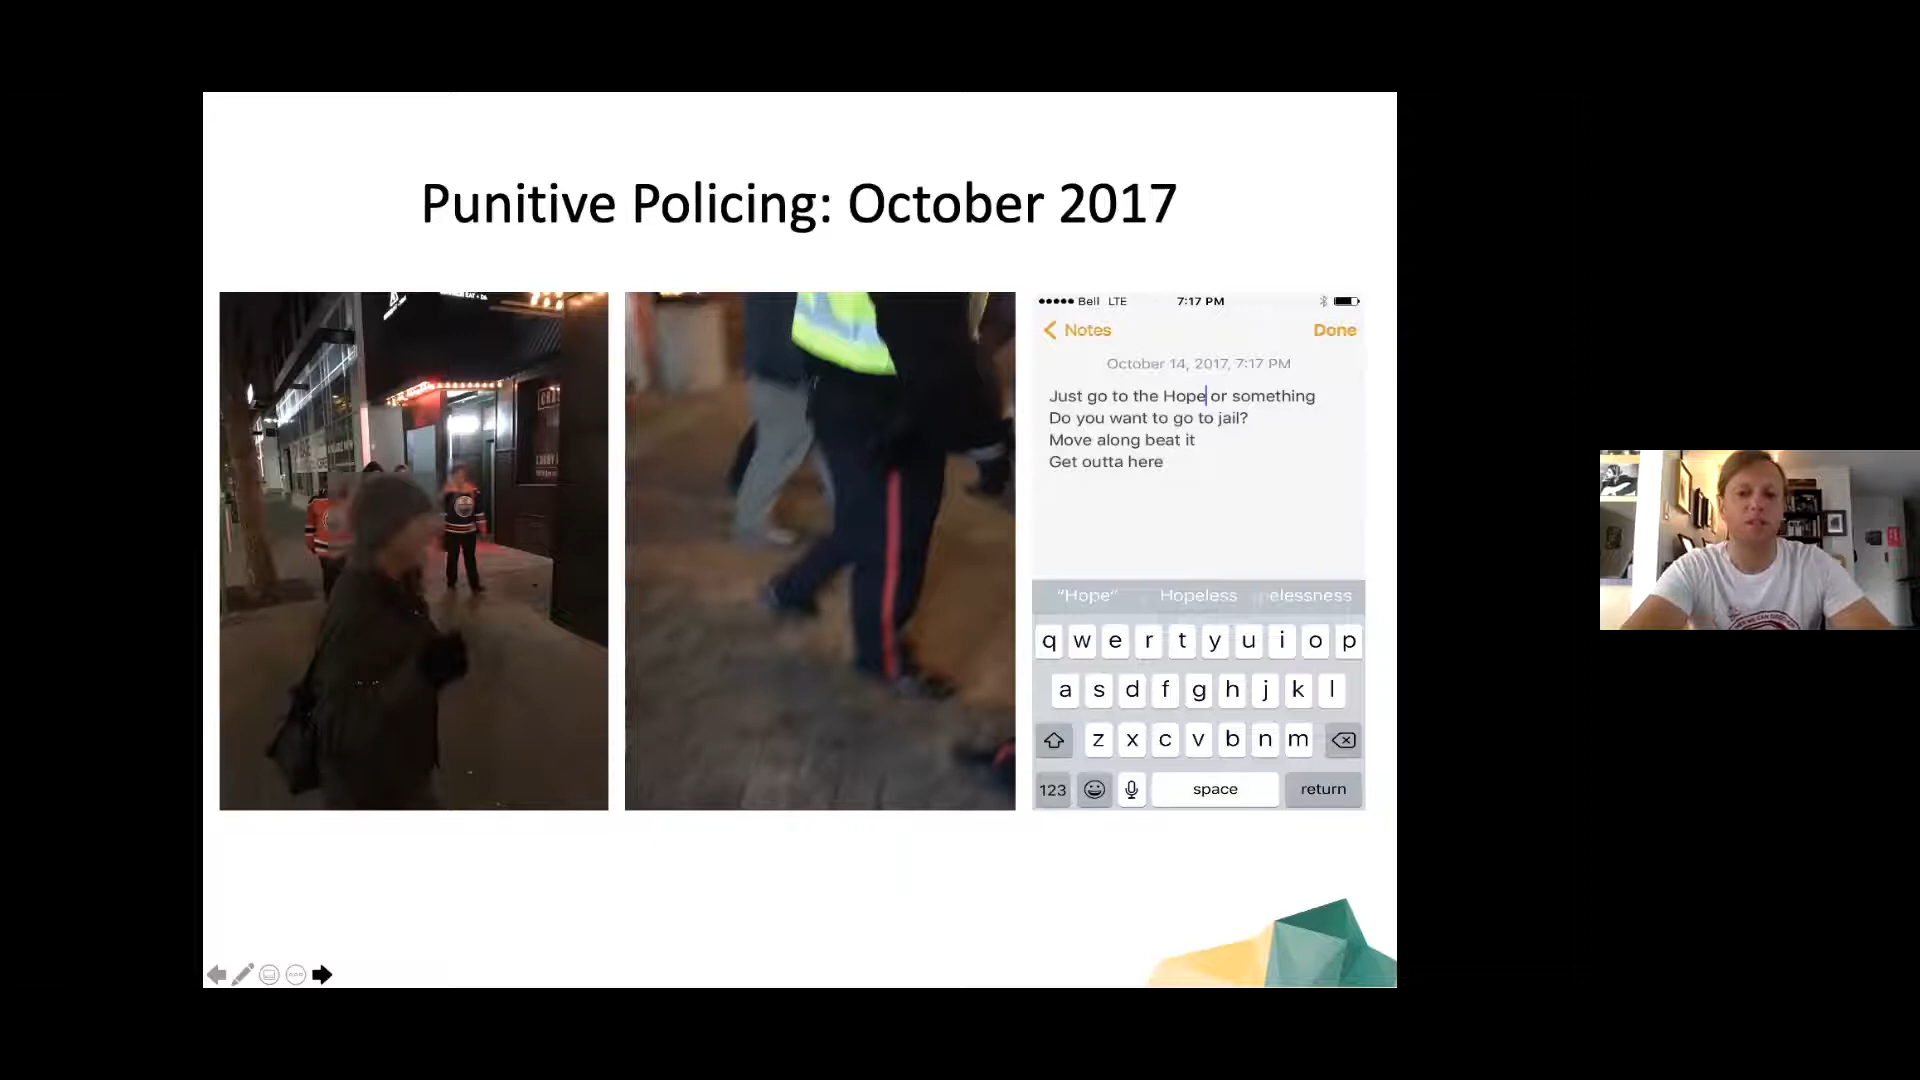 Punitive Policing: October 2017
Bell LTE 7:17 PM
Notes Done
October 14, 2017, 7:17 PM
Just go to the Hope or something
Do you want to go to jail?
Move along beat it
Get outta here
“Hope” Hopeless elessness
q w e r t y u i o p
a s d f g h j k l
z x c v b n m
123 space return